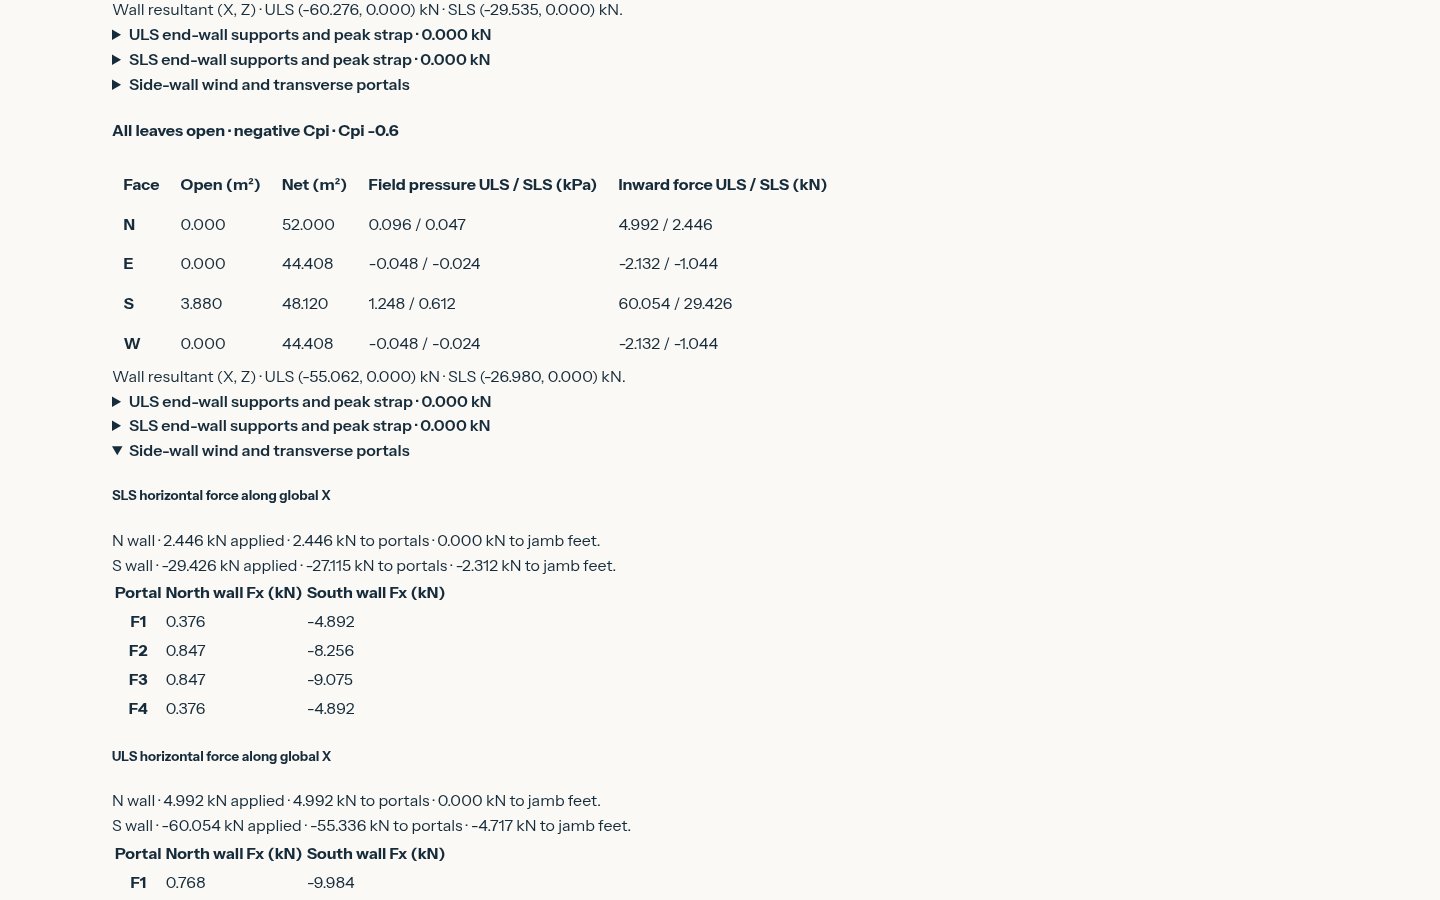 Wall resultant (X, Z) · ULS (-60.276, 0.000) kN · SLS (-29.535, 0.000) kN.
▶ ULS end-wall supports and peak strap · 0.000 kN
▶ SLS end-wall supports and peak strap · 0.000 kN
▶ Side-wall wind and transverse portals
All leaves open · negative Cpi · Cpi -0.6
Face Open (m²) Net (m²) Field pressure ULS / SLS (kPa) Inward force ULS / SLS (kN)
N 0.000 52.000 0.096 / 0.047 4.992 / 2.446
E 0.000 44.408 -0.048 / -0.024 -2.132 / -1.044
S 3.880 48.120 1.248 / 0.612 60.054 / 29.426
W 0.000 44.408 -0.048 / -0.024 -2.132 / -1.044
Wall resultant (X, Z) · ULS (-55.062, 0.000) kN · SLS (-26.980, 0.000) kN.
▶ ULS end-wall supports and peak strap · 0.000 kN
▶ SLS end-wall supports and peak strap · 0.000 kN
▼ Side-wall wind and transverse portals
SLS horizontal force along global X
N wall · 2.446 kN applied · 2.446 kN to portals · 0.000 kN to jamb feet.
S wall · -29.426 kN applied · -27.115 kN to portals · -2.312 kN to jamb feet.
Portal North wall Fx (kN) South wall Fx (kN)
F1 0.376 -4.892
F2 0.847 -8.256
F3 0.847 -9.075
F4 0.376 -4.892
ULS horizontal force along global X
N wall · 4.992 kN applied · 4.992 kN to portals · 0.000 kN to jamb feet.
S wall · -60.054 kN applied · -55.336 kN to portals · -4.717 kN to jamb feet.
Portal North wall Fx (kN) South wall Fx (kN)
F1 0.768 -9.984